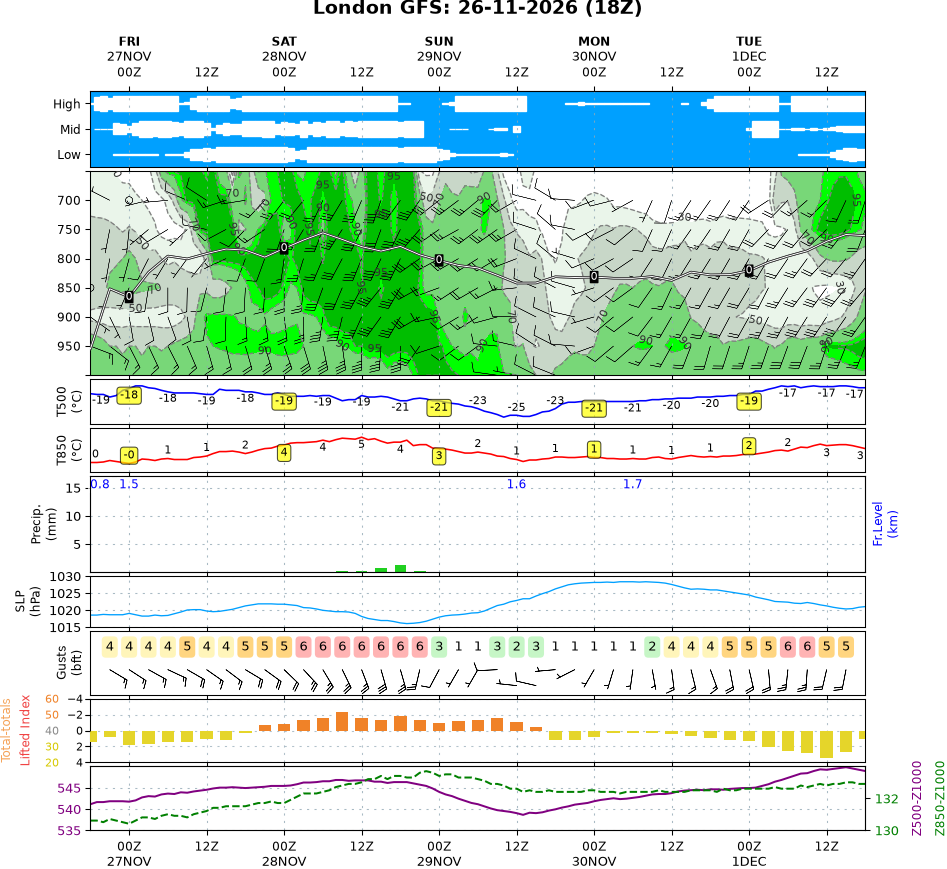 London GFS: 26-11-2026 (18Z)
FRI SAT SUN MON TUE
27NOV 28NOV 29NOV 30NOV 1DEC
00Z 12Z 00Z 12Z 00Z 12Z 00Z 12Z 00Z 12Z
High
Mid
Low
700
750
800
850
900
950
0 0 0 0 0
T500 (°C)
-19 -18 -18 -19 -18 -19 -19 -19 -21 -21 -23 -25 -23 -21 -21 -20 -20 -19 -17 -17 -17
T850 (°C)
0 -0 1 1 2 4 4 5 4 3 2 1 1 1 1 1 1 2 2 3 3
Precip. (mm)
15
10
5
0.8 1.5 1.6 1.7
Fr.Level (km)
SLP (hPa)
1030
1025
1020
1015
Gusts (bft)
4 4 4 4 5 4 4 5 5 5 6 6 6 6 6 6 6 3 1 1 3 2 3 1 1 1 1 1 2 4 4 4 5 5 5 6 6 5 5
Total-totals
Lifted Index
60 −4
50 −2
40 0
30 2
20 4
545
540
535
132
130
Z500-Z1000
Z850-Z1000
00Z 12Z 00Z 12Z 00Z 12Z 00Z 12Z 00Z 12Z
27NOV 28NOV 29NOV 30NOV 1DEC